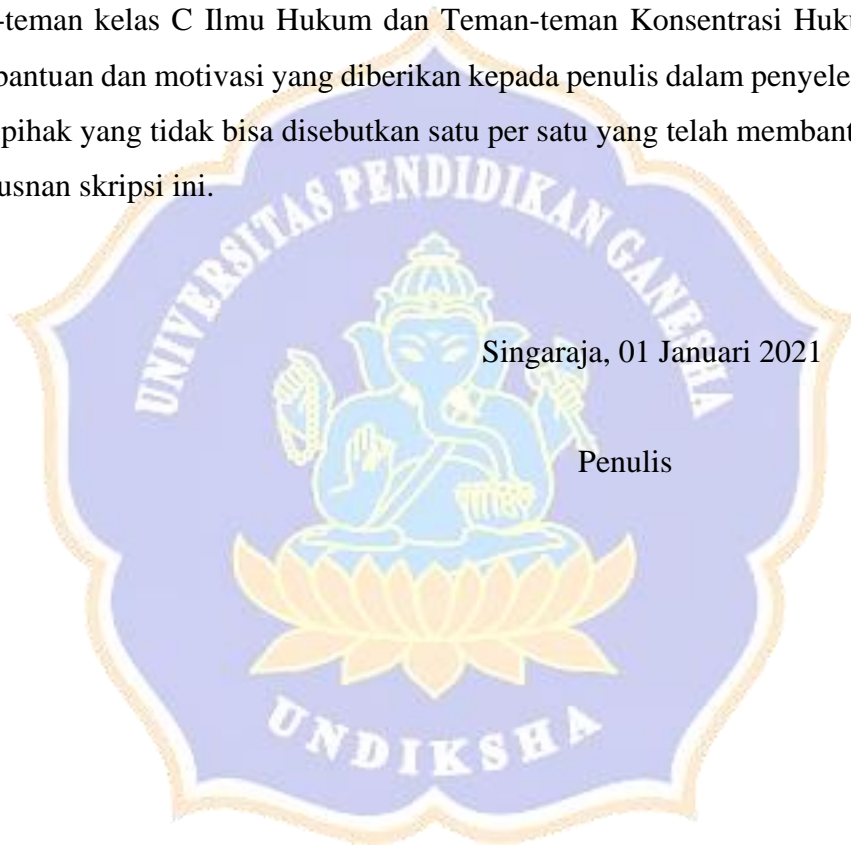 -teman kelas C Ilmu Hukum dan Teman-teman Konsentrasi Huku
bantuan dan motivasi yang diberikan kepada penulis dalam penyele
pihak yang tidak bisa disebutkan satu per satu yang telah membant
usnan skripsi ini.
UNIVERSITAS PENDIDIKAN GANESHA
Singaraja, 01 Januari 2021
Penulis
UNDIKSHA